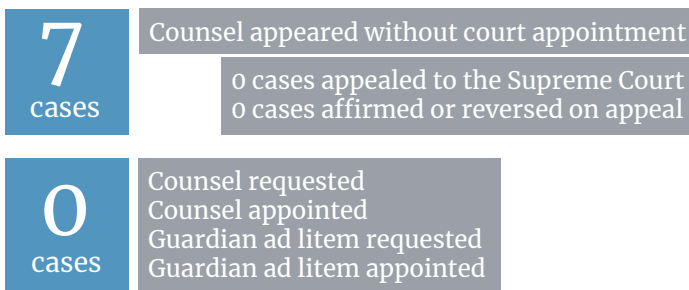 7
cases
Counsel appeared without court appointment
0 cases appealed to the Supreme Court
0 cases affirmed or reversed on appeal
0
cases
Counsel requested
Counsel appointed
Guardian ad litem requested
Guardian ad litem appointed